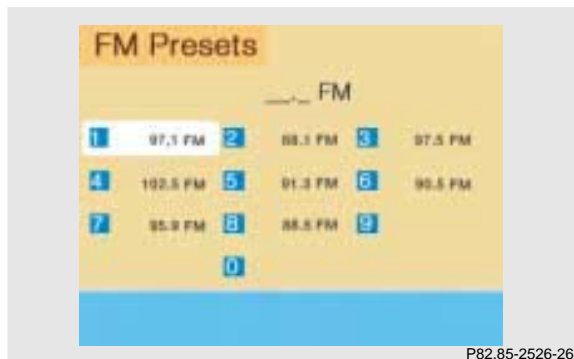 FM Presets
__._ FM
1 97.1 FM 2 88.1 FM 3 97.5 FM
4 102.5 FM 5 91.3 FM 6 90.5 FM
7 95.9 FM 8 88.5 FM 9
0
P82.85-2526-26